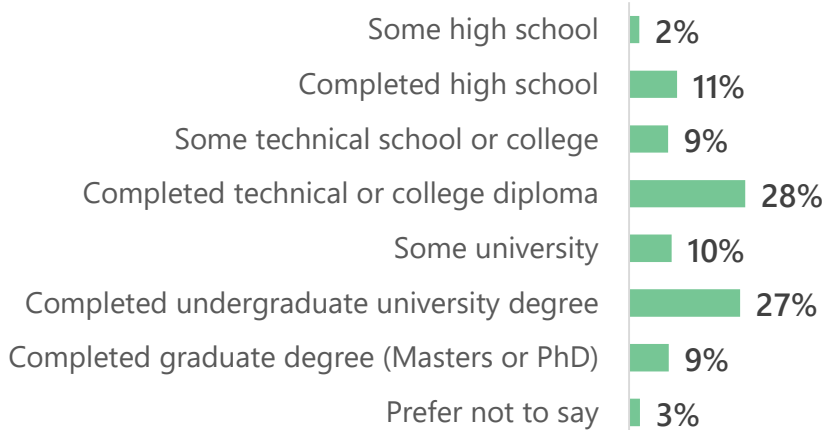 Some high school 2%
Completed high school 11%
Some technical school or college 9%
Completed technical or college diploma 28%
Some university 10%
Completed undergraduate university degree 27%
Completed graduate degree (Masters or PhD) 9%
Prefer not to say 3%